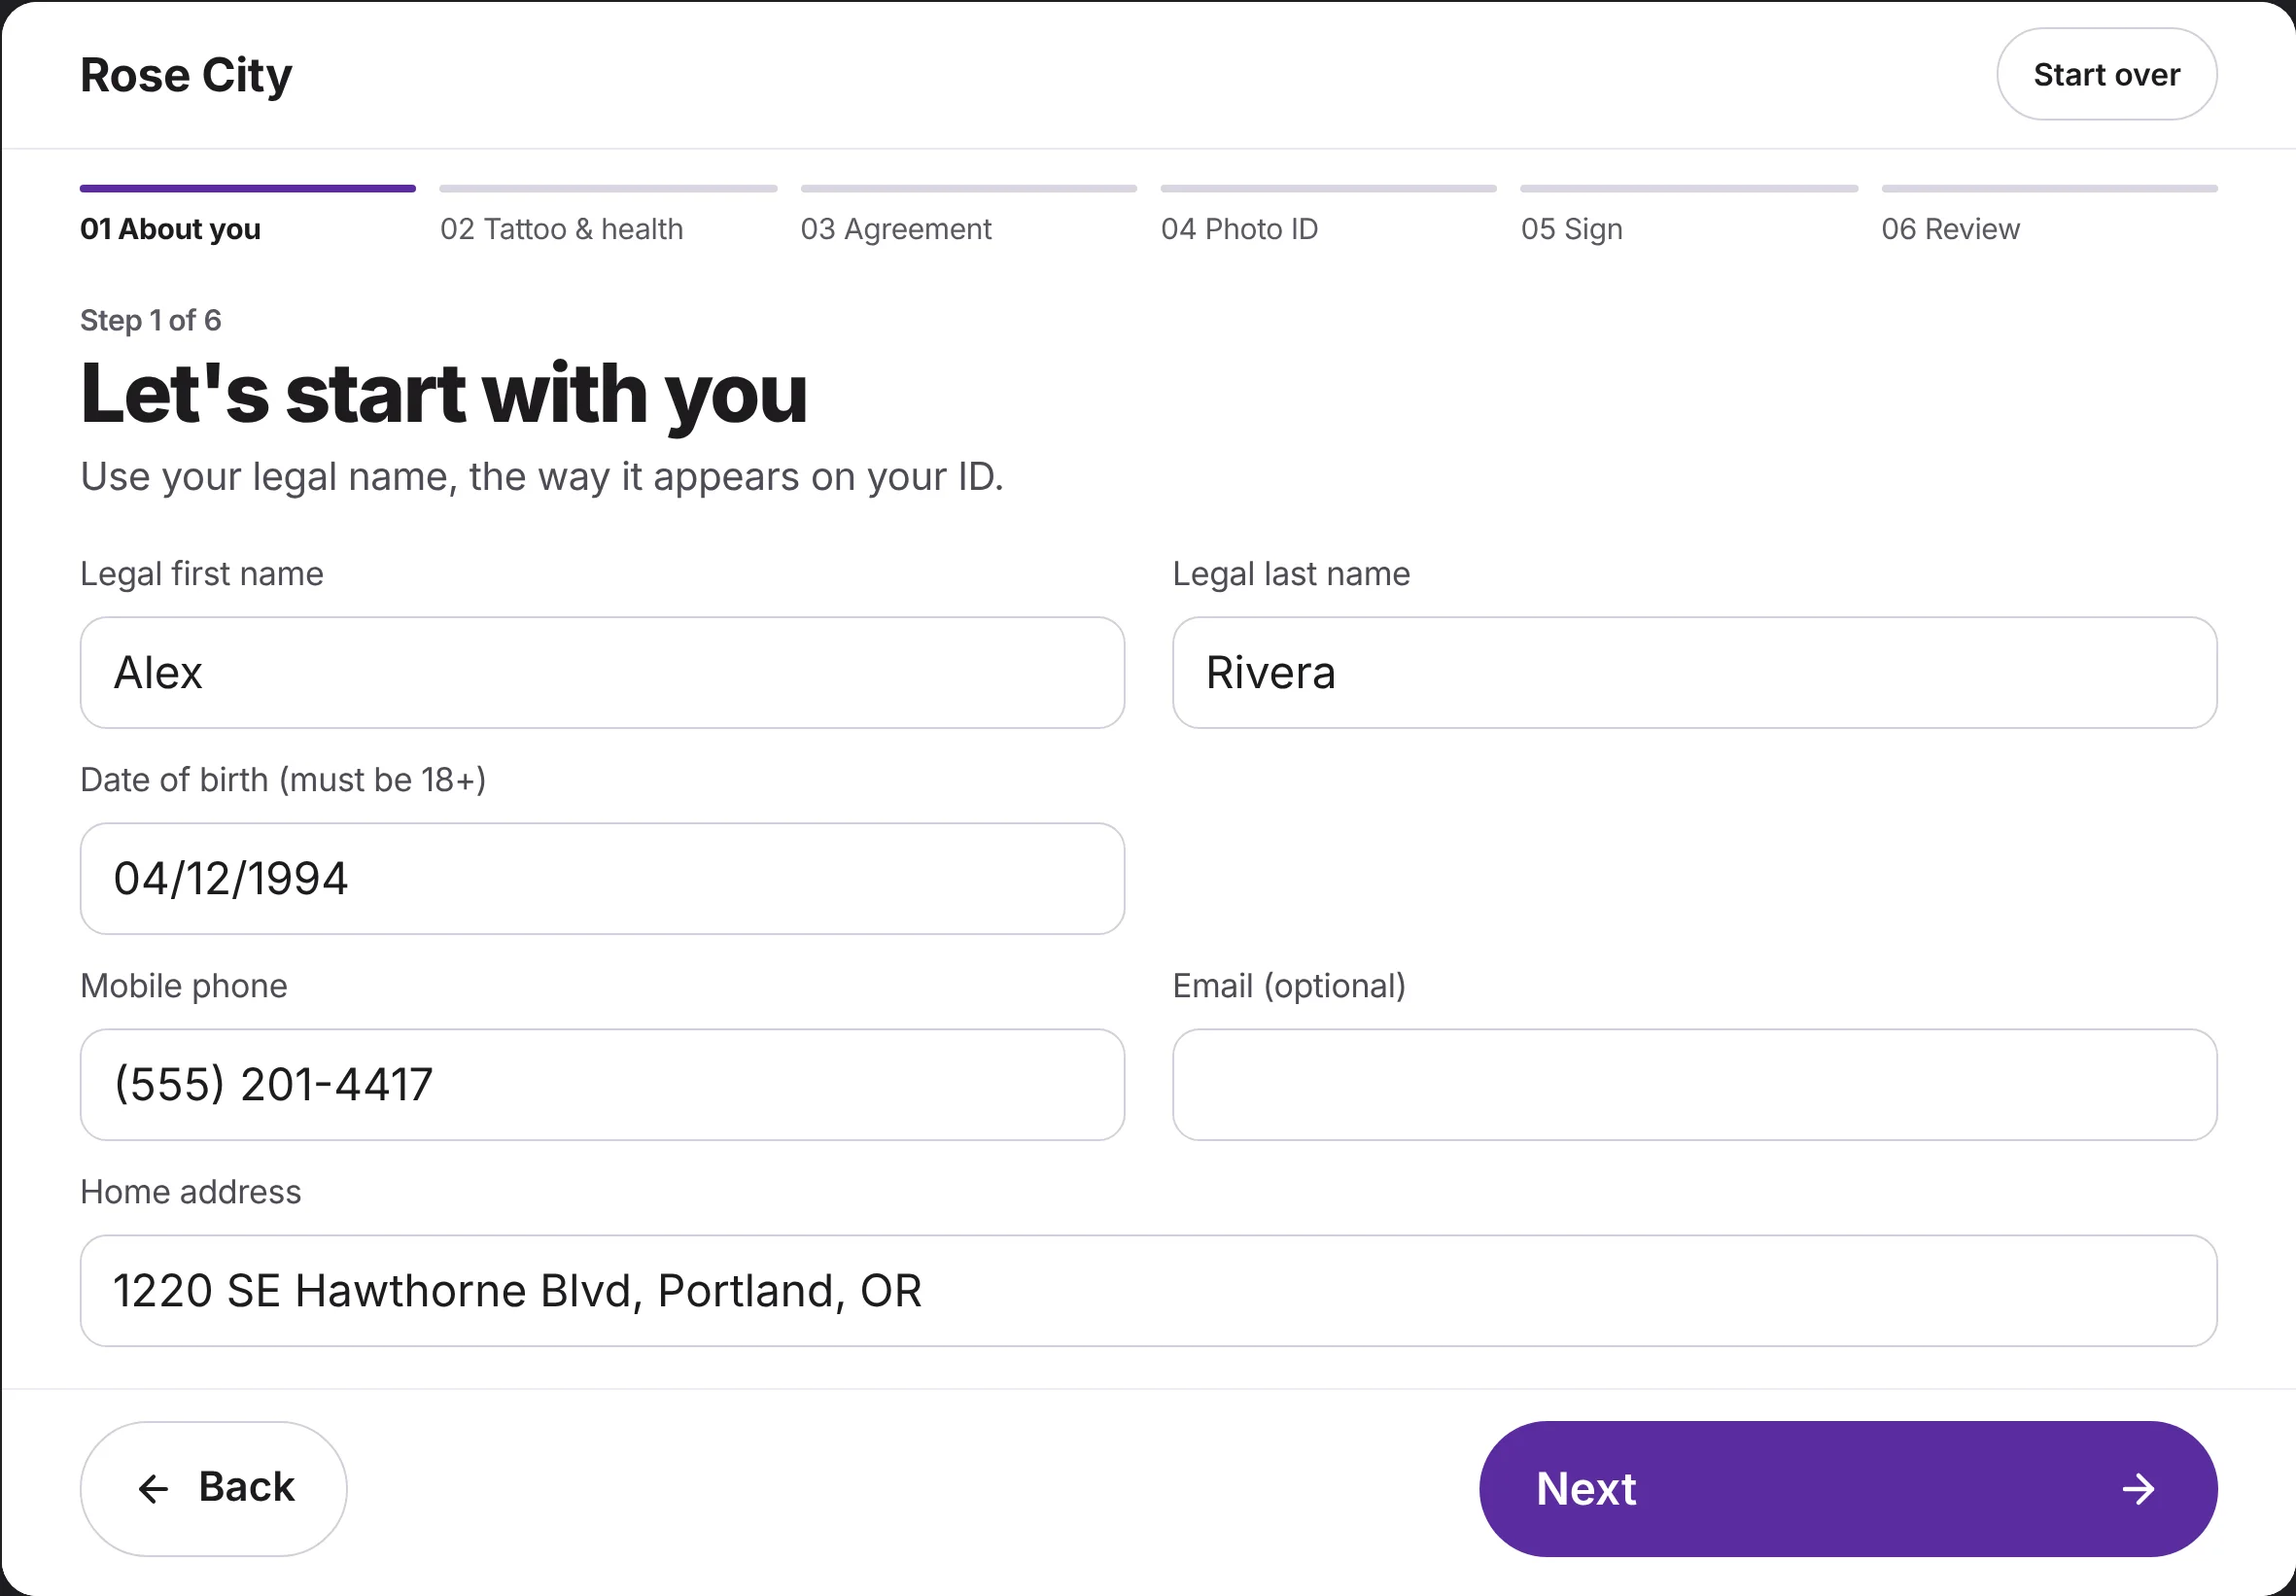 Rose City
Start over
01 About you
02 Tattoo & health
03 Agreement
04 Photo ID
05 Sign
06 Review
Step 1 of 6
Let's start with you
Use your legal name, the way it appears on your ID.
Legal first name
Legal last name
Alex
Rivera
Date of birth (must be 18+)
04/12/1994
Mobile phone
Email (optional)
(555) 201-4417
Home address
1220 SE Hawthorne Blvd, Portland, OR
Back
Next